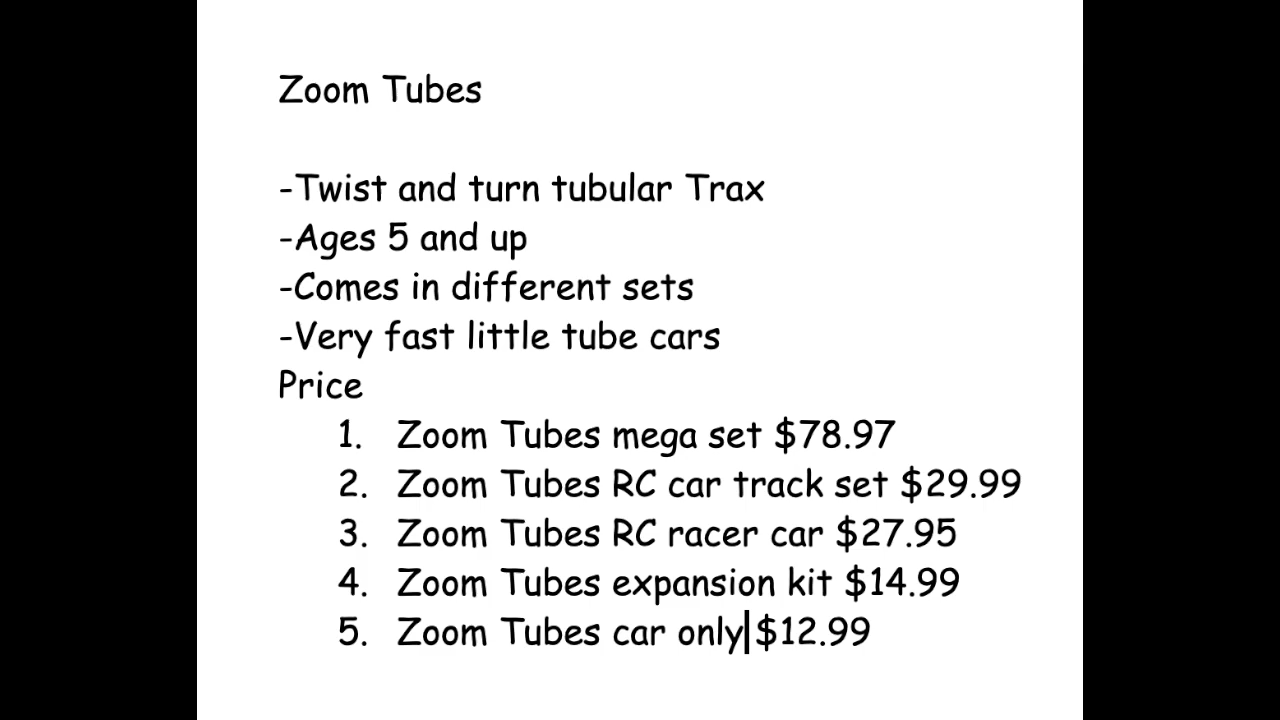 Zoom Tubes
-Twist and turn tubular Trax
-Ages 5 and up
-Comes in different sets
-Very fast little tube cars
Price
1. Zoom Tubes mega set $78.97
2. Zoom Tubes RC car track set $29.99
3. Zoom Tubes RC racer car $27.95
4. Zoom Tubes expansion kit $14.99
5. Zoom Tubes car only $12.99